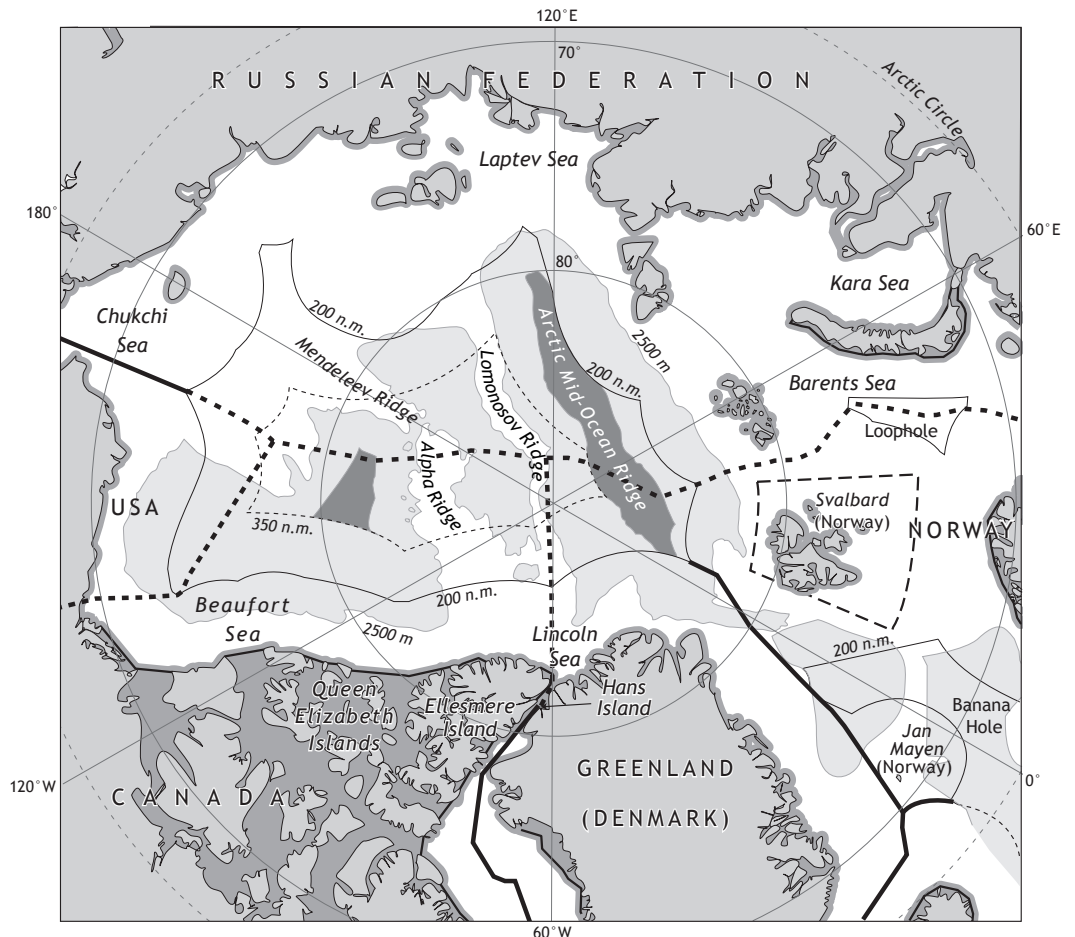 120°E
70°
RUSSIAN FEDERATION
Arctic Circle
Laptev Sea
180°
60°E
80°
Kara Sea
Chukchi
Sea
200 n.m.
Mendeleev Ridge
Lomonosov Ridge
Arctic Mid-Ocean Ridge
2500 m
200 n.m.
Barents Sea
Loophole
Alpha Ridge
USA
350 n.m.
Svalbard
(Norway)
NORWAY
Beaufort
Sea
200 n.m.
2500 m
Lincoln
Sea
200 n.m.
Queen
Elizabeth
Islands
Ellesmere
Island
Hans
Island
Banana
Hole
Jan
Mayen
(Norway)
120°W
CANADA
GREENLAND
(DENMARK)
0°
60°W